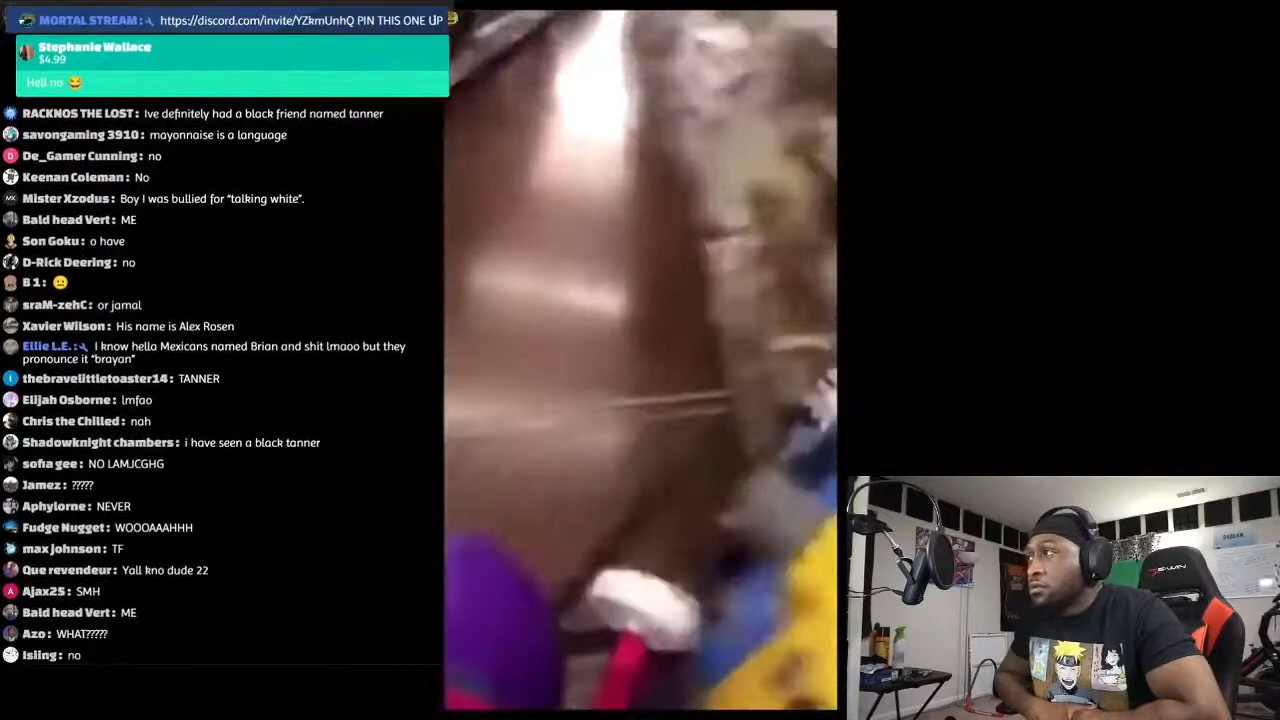 MORTAL STREAM: https://discord.com/invite/YZkmUnhQ PIN THIS ONE UP
Stephanie Wallace
$4.99
Hell no 😂
RACKNOS THE LOST: Ive definitely had a black friend named tanner
savongaming 3910: mayonnaise is a language
De_Gamer Cunning: no
Keenan Coleman: No
Mister Xzodus: Boy I was bullied for “talking white”.
Bald head Vert: ME
Son Goku: o have
D-Rick Deering: no
B 1: 😐
sraM-zehC: or jamal
Xavier Wilson: His name is Alex Rosen
Ellie L.E.: I know hella Mexicans named Brian and shit lmaoo but they
pronounce it “brayan”
thebravelittletoaster14: TANNER
Elijah Osborne: lmfao
Chris the Chilled: nah
Shadowknight chambers: i have seen a black tanner
sofia gee: NO LAMJCGHG
Jamez: ?????
Aphylorne: NEVER
Fudge Nugget: WOOOAAAHHH
max johnson: TF
Que revendeur: Yall kno dude 22
Ajax2S: SMH
Bald head Vert: ME
Azo: WHAT?????
Isiing: no